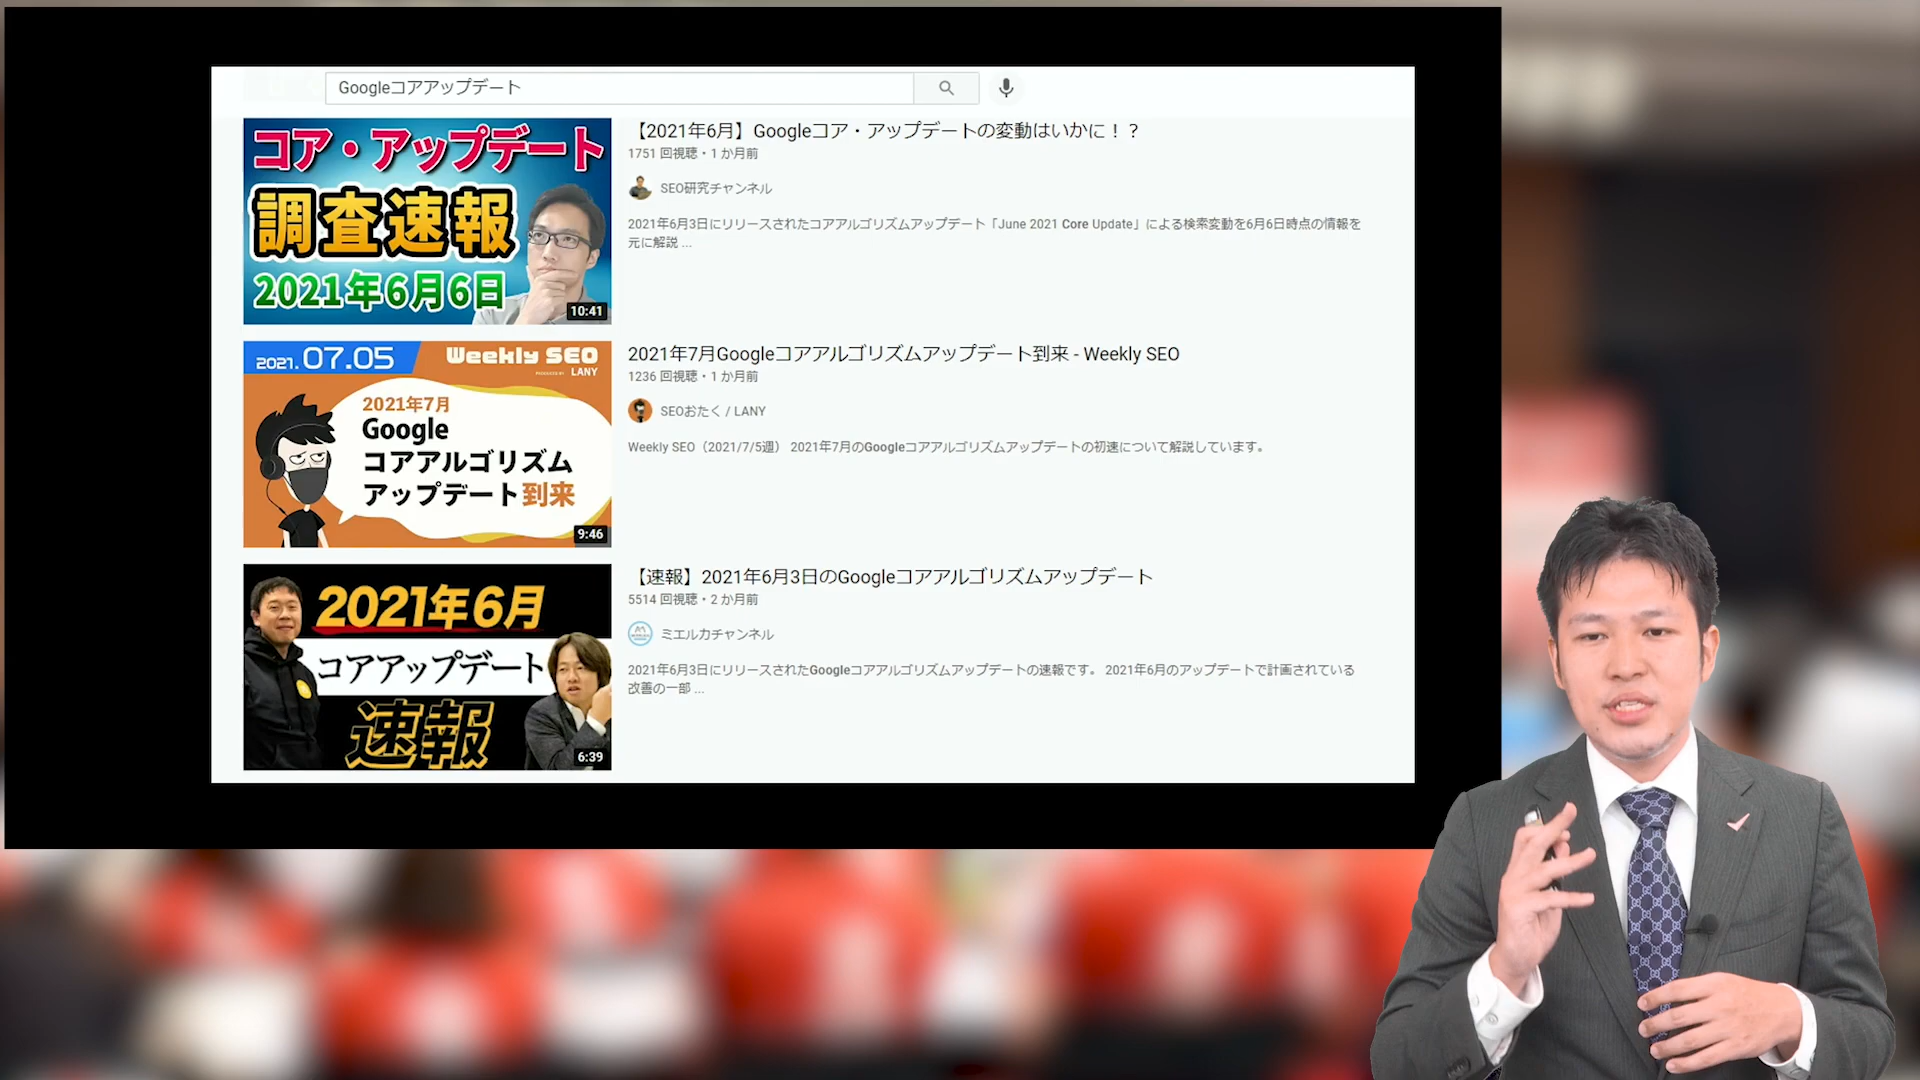 Googleコアアップデート
コア・アップデート
調査速報
2021年6月6日
10:41
【2021年6月】Googleコア・アップデートの変動はいかに！？
1751 回視聴・1 か月前
SEO研究チャンネル
2021年6月3日にリリースされたコアアルゴリズムアップデート「June 2021 Core Update」による検索変動を6月6日時点の情報を
元に解説 ...
2021.07.05
Weekly SEO
PRODUCED BY LANY
2021年7月
Google
コアアルゴリズム
アップデート到来
9:46
2021年7月Googleコアアルゴリズムアップデート到来 - Weekly SEO
1236 回視聴・1 か月前
SEOおたく / LANY
Weekly SEO（2021/7/5週） 2021年7月のGoogleコアアルゴリズムアップデートの初速について解説しています。
2021年6月
コアアップデート
速報
6:39
【速報】2021年6月3日のGoogleコアアルゴリズムアップデート
5514 回視聴・2 か月前
ミエルカチャンネル
2021年6月3日にリリースされたGoogleコアアルゴリズムアップデートの速報です。 2021年6月のアップデートで計画されている
改善の一部 ...